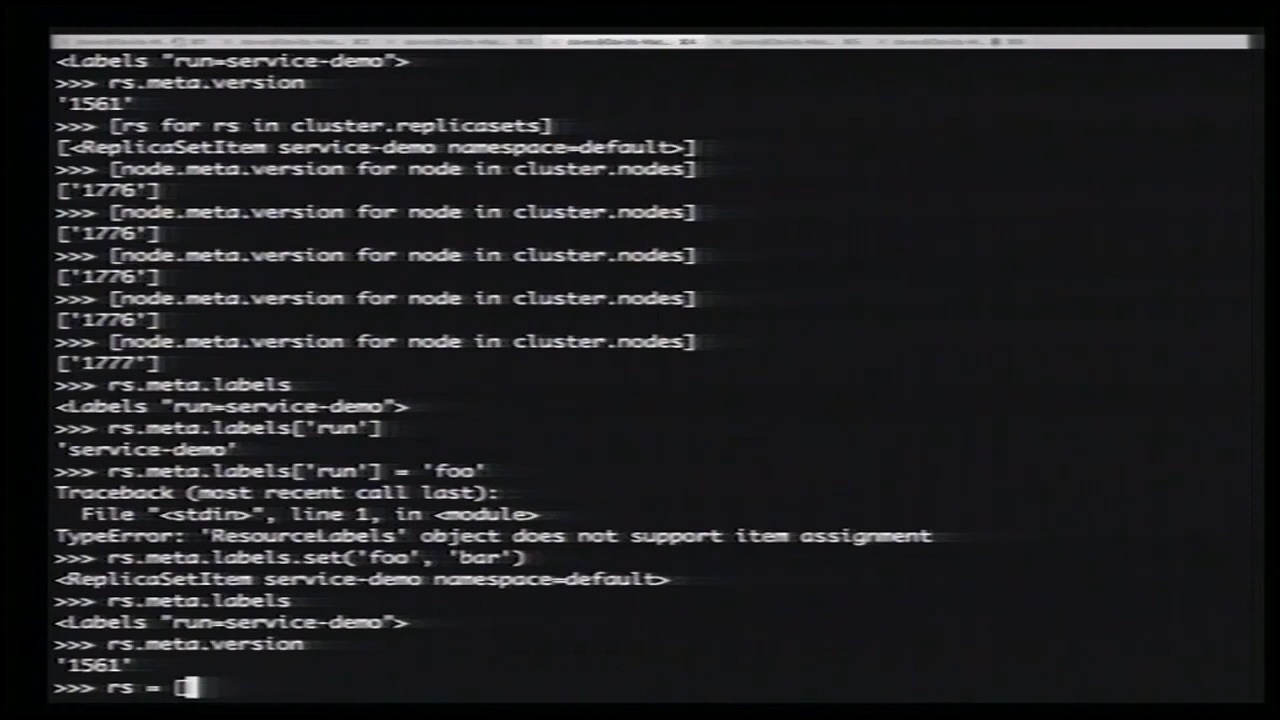 <Labels "run=service-demo">
>>> rs.meta.version
'1561'
>>> [rs for rs in cluster.replicasets]
[<ReplicaSetItem service-demo namespace=default>]
>>> [node.meta.version for node in cluster.nodes]
['1776']
>>> [node.meta.version for node in cluster.nodes]
['1776']
>>> [node.meta.version for node in cluster.nodes]
['1776']
>>> [node.meta.version for node in cluster.nodes]
['1776']
>>> [node.meta.version for node in cluster.nodes]
['1777']
>>> rs.meta.labels
<Labels "run=service-demo">
>>> rs.meta.labels['run']
'service-demo'
>>> rs.meta.labels['run'] = 'foo'
Traceback (most recent call last):
  File "<stdin>", line 1, in <module>
TypeError: 'ResourceLabels' object does not support item assignment
>>> rs.meta.labels.set('foo', 'bar')
<ReplicaSetItem service-demo namespace=default>
>>> rs.meta.labels
<Labels "run=service-demo">
>>> rs.meta.version
'1561'
>>> rs = [